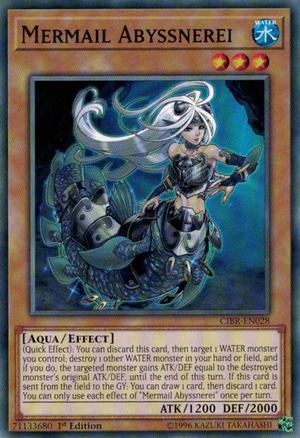 MERMAIL ABYSSNEREI
WATER
水
CIBR-EN028
[AQUA/EFFECT]
(Quick Effect): You can discard this card, then target 1 WATER monster
you control; destroy 1 other WATER monster in your hand or field, and
if you do, the targeted monster gains ATK/DEF equal to the destroyed
monster's original ATK/DEF, until the end of this turn. If this card is
sent from the field to the GY: You can draw 1 card, then discard 1 card.
You can only use each effect of "Mermail Abyssnerei" once per turn.
ATK/1200 DEF/2000
71133680 1st Edition ©1996 KAZUKI TAKAHASHI